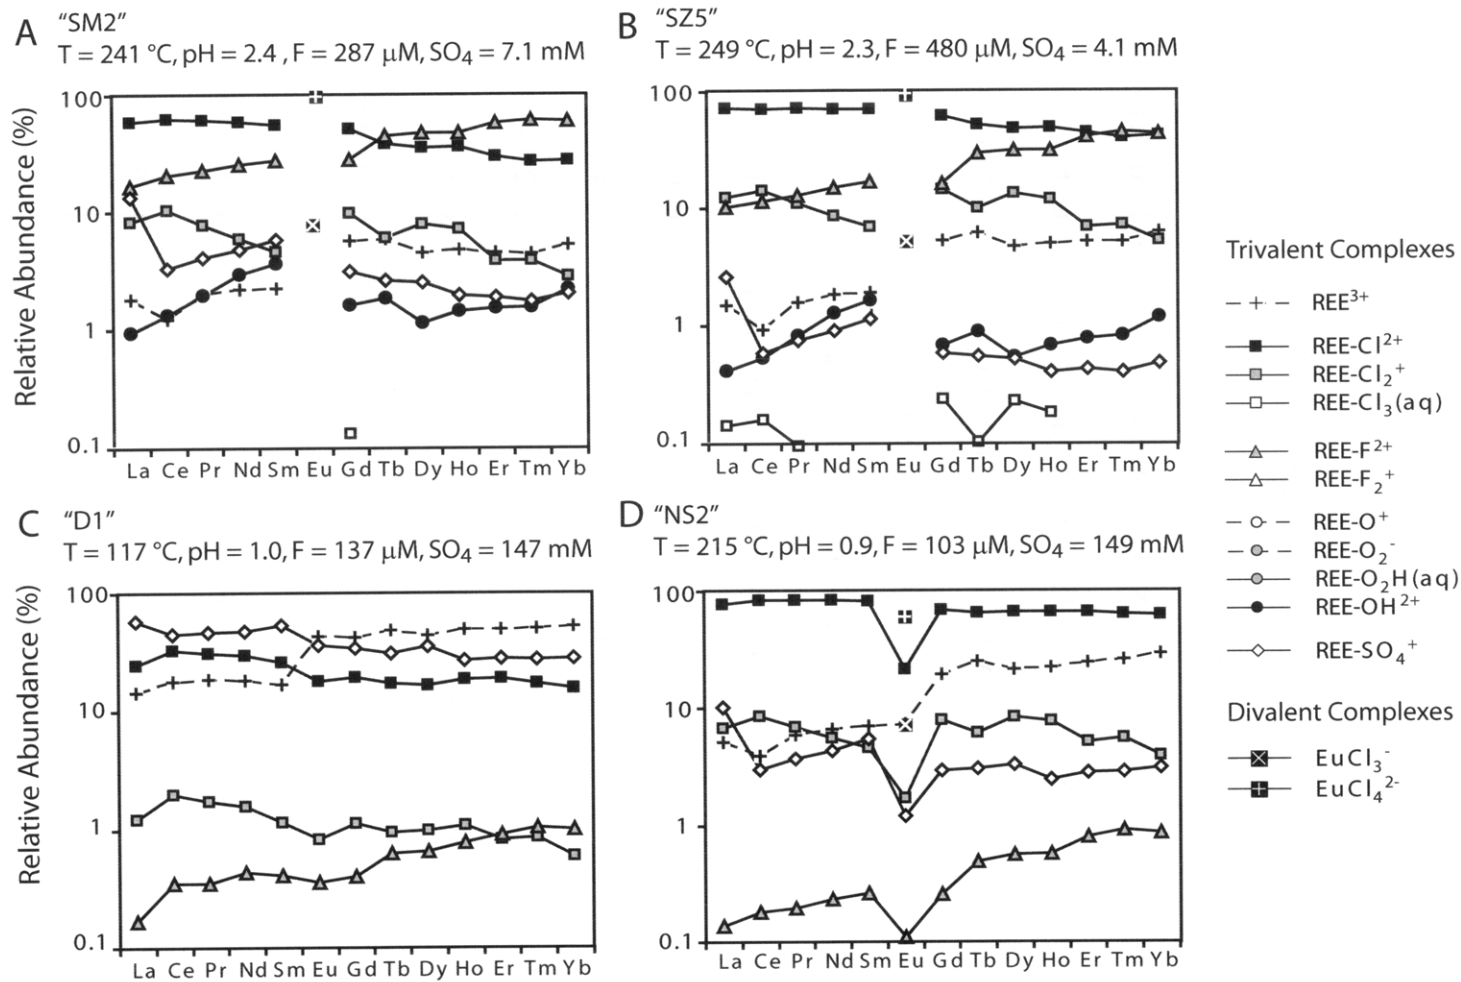 A "SM2"
T = 241 °C, pH = 2.4 , F = 287 μM, SO₄ = 7.1 mM
Relative Abundance (%)
100
10
1
0.1
La Ce Pr Nd Sm Eu Gd Tb Dy Ho Er Tm Yb
B "SZ5"
T = 249 °C, pH = 2.3, F = 480 μM, SO₄ = 4.1 mM
100
10
1
0.1
La Ce Pr Nd Sm Eu Gd Tb Dy Ho Er Tm Yb
C "D1"
T = 117 °C, pH = 1.0, F = 137 μM, SO₄ = 147 mM
Relative Abundance (%)
100
10
1
0.1
La Ce Pr Nd Sm Eu Gd Tb Dy Ho Er Tm Yb
D "NS2"
T = 215 °C, pH = 0.9, F = 103 μM, SO₄ = 149 mM
100
10
1
0.1
La Ce Pr Nd Sm Eu Gd Tb Dy Ho Er Tm Yb
Trivalent Complexes
REE³⁺
REE-Cl²⁺
REE-Cl₂⁺
REE-Cl₃(aq)
REE-F²⁺
REE-F₂⁺
REE-O⁺
REE-O₂⁻
REE-O₂H(aq)
REE-OH²⁺
REE-SO₄⁺
Divalent Complexes
EuCl₃⁻
EuCl₄²⁻